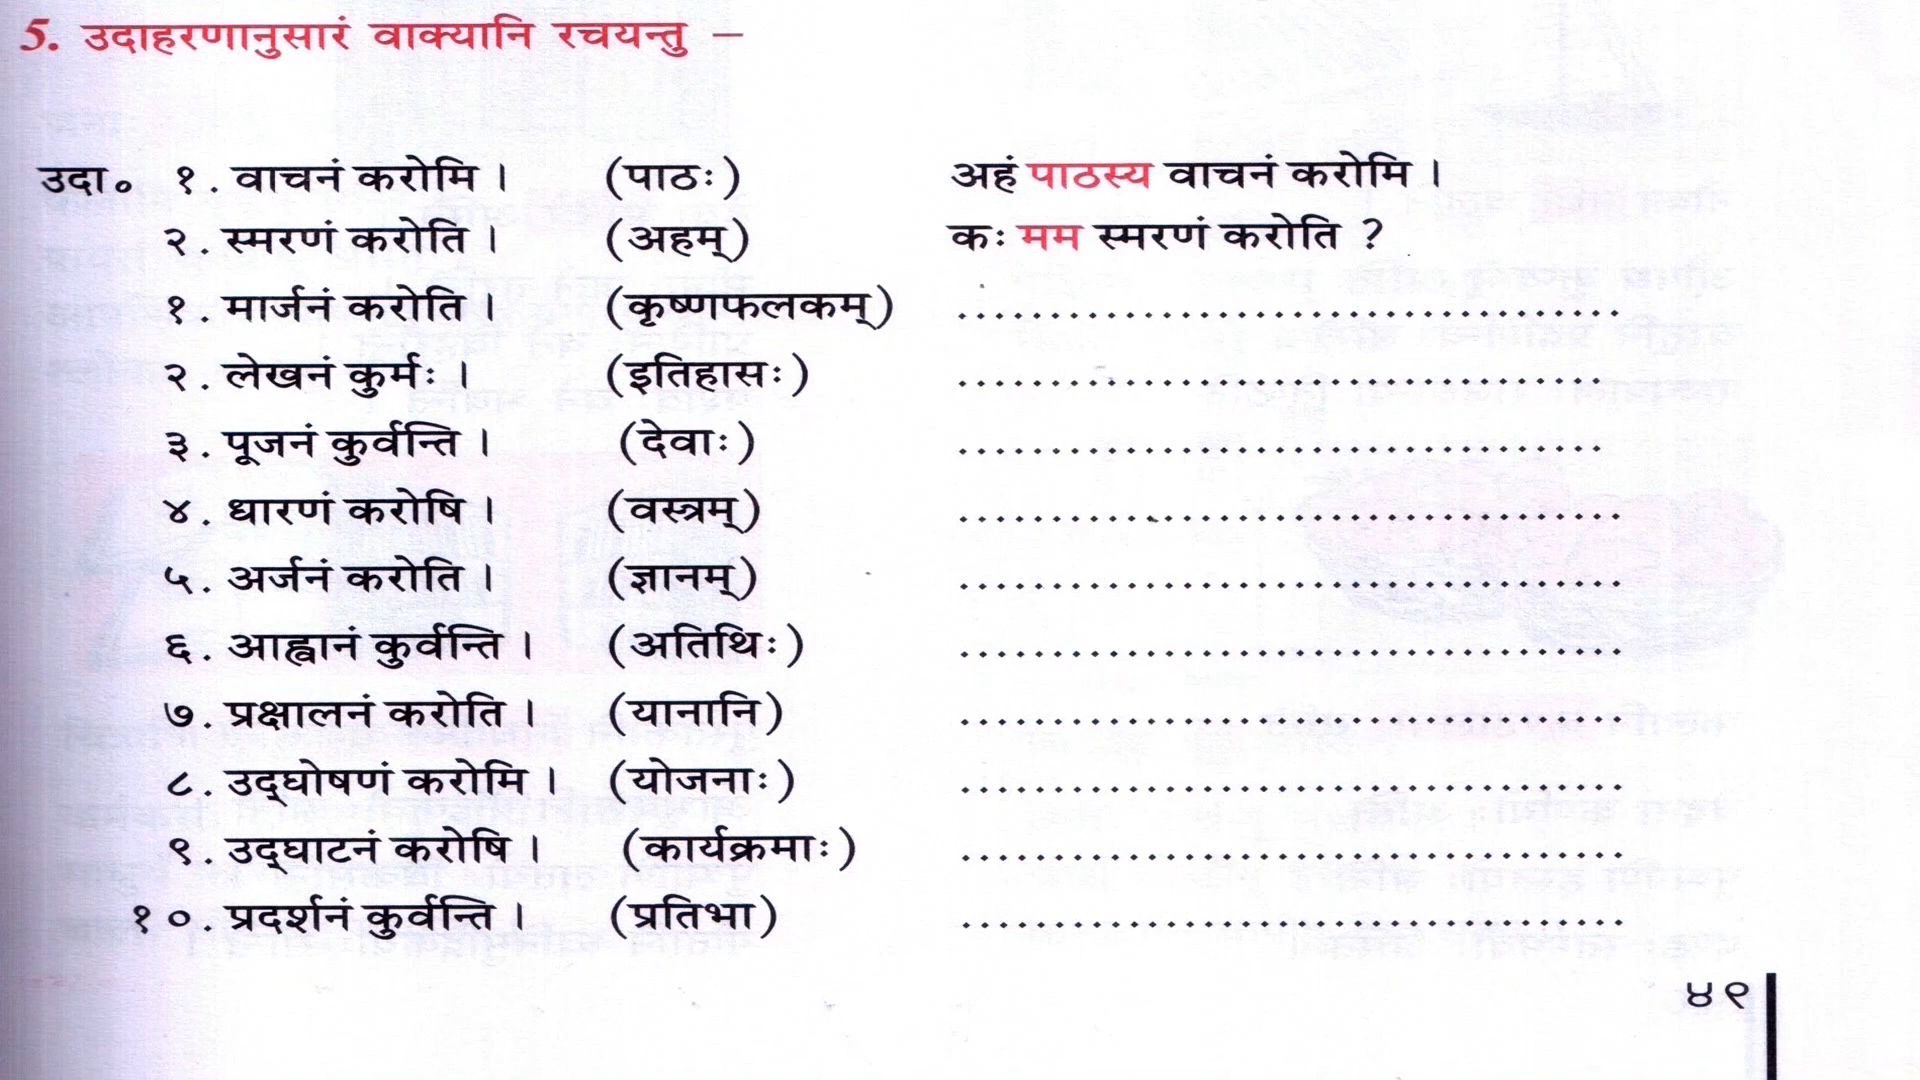 5. उदाहरणानुसारं वाक्यानि रचयन्तु –
उदा० १. वाचनं करोमि । (पाठः) अहं पाठस्य वाचनं करोमि ।
२. स्मरणं करोति । (अहम्) कः मम स्मरणं करोति ?
१. मार्जनं करोति । (कृष्णफलकम्) ....................................
२. लेखनं कुर्मः । (इतिहासः) ....................................
३. पूजनं कुर्वन्ति । (देवाः) ....................................
४. धारणं करोषि । (वस्त्रम्) ....................................
५. अर्जनं करोति । (ज्ञानम्) ....................................
६. आह्वानं कुर्वन्ति । (अतिथिः) ....................................
७. प्रक्षालनं करोति । (यानानि) ....................................
८. उद्‌घोषणं करोमि । (योजनाः) ....................................
९. उद्‌घाटनं करोषि । (कार्यक्रमाः) ....................................
१०. प्रदर्शनं कुर्वन्ति । (प्रतिभा) ....................................
४९